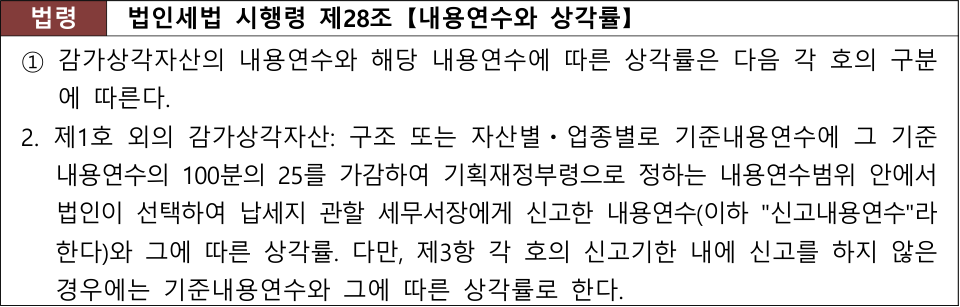 법령 법인세법 시행령 제28조【내용연수와 상각률】
① 감가상각자산의 내용연수와 해당 내용연수에 따른 상각률은 다음 각 호의 구분
에 따른다.
2. 제1호 외의 감가상각자산: 구조 또는 자산별・업종별로 기준내용연수에 그 기준
내용연수의 100분의 25를 가감하여 기획재정부령으로 정하는 내용연수범위 안에서
법인이 선택하여 납세지 관할 세무서장에게 신고한 내용연수(이하 "신고내용연수"라
한다)와 그에 따른 상각률. 다만, 제3항 각 호의 신고기한 내에 신고를 하지 않은
경우에는 기준내용연수와 그에 따른 상각률로 한다.